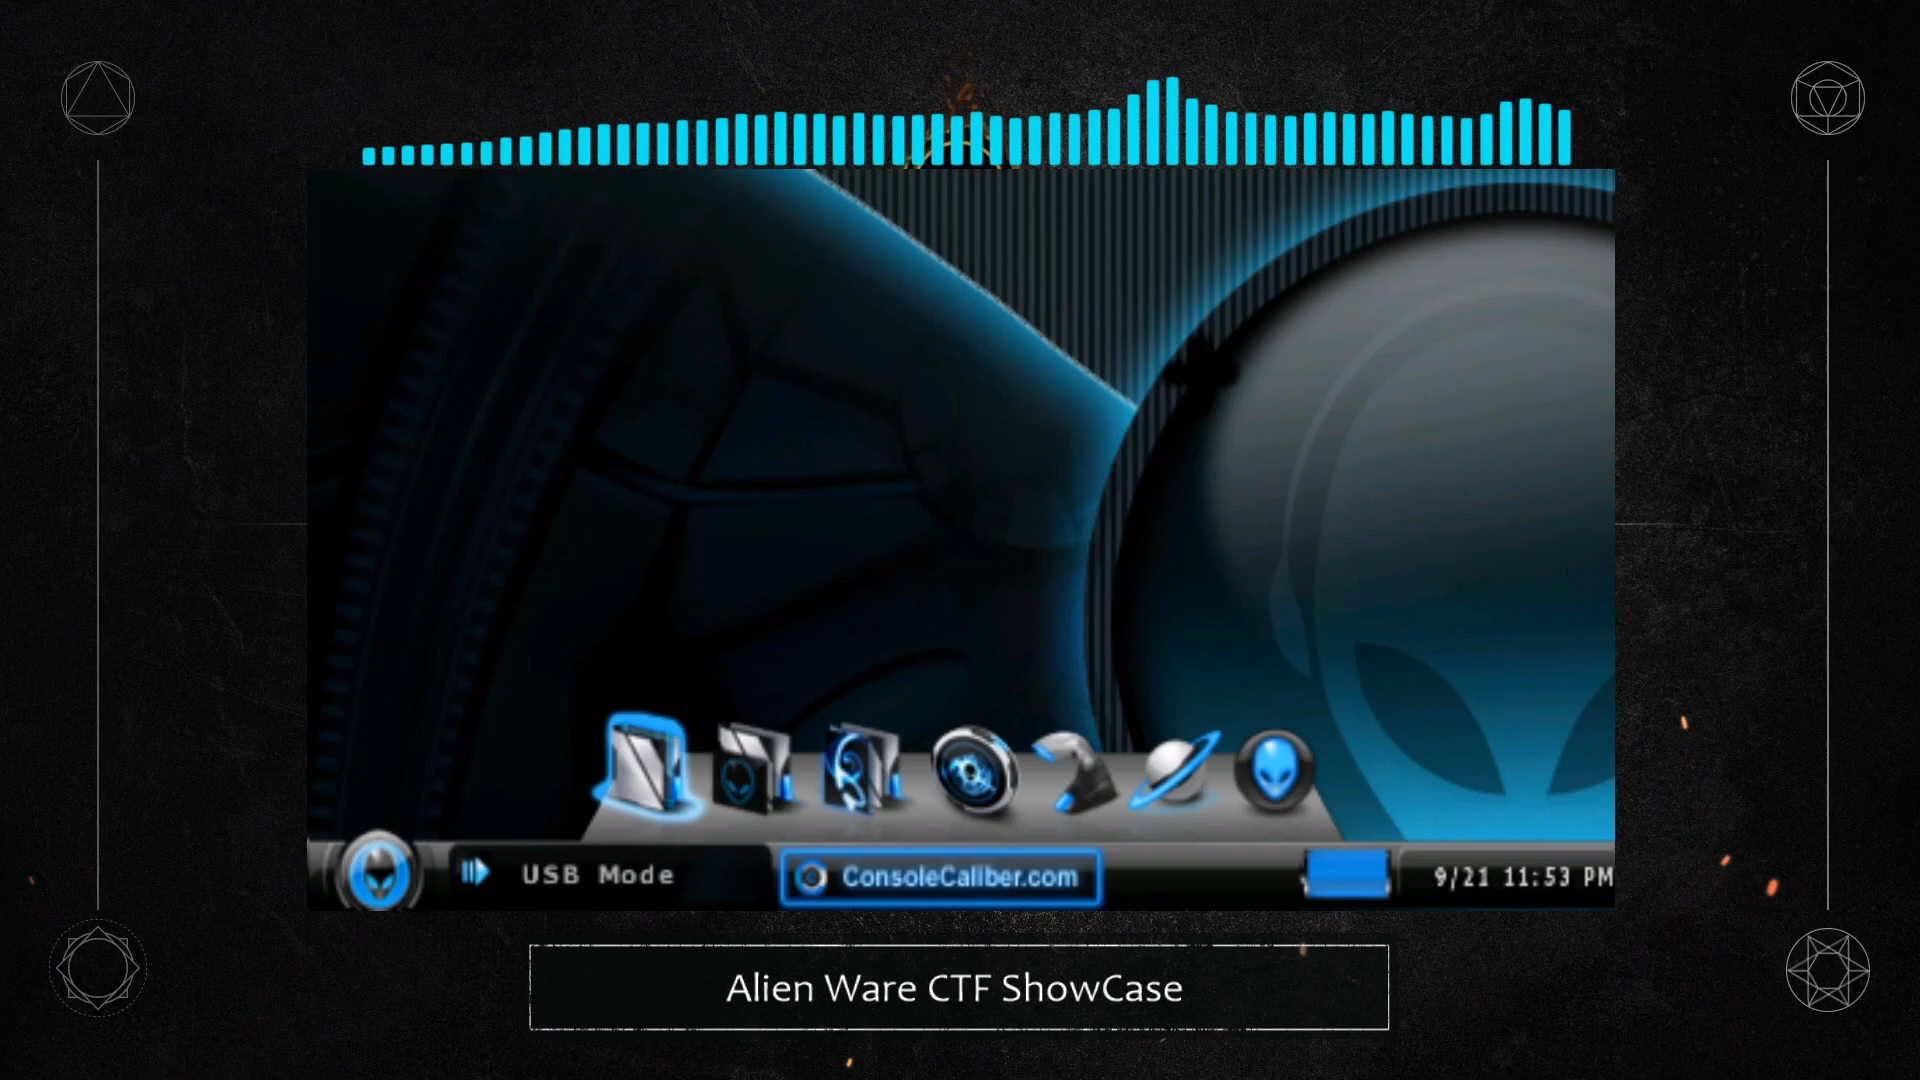 USB Mode
ConsoleCaliber.com
9/21 11:53 PM
Alien Ware CTF ShowCase